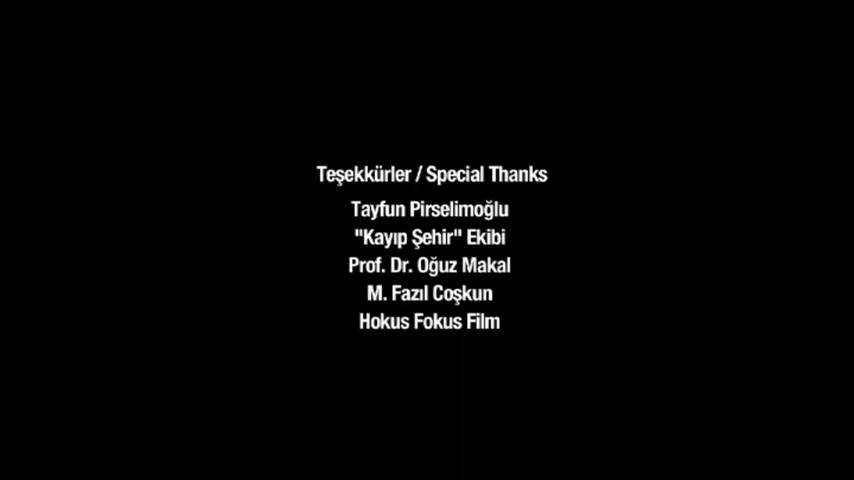 Teşekkürler / Special Thanks
Tayfun Pirselimoğlu
"Kayıp Şehir" Ekibi
Prof. Dr. Oğuz Makal
M. Fazıl Coşkun
Hokus Fokus Film